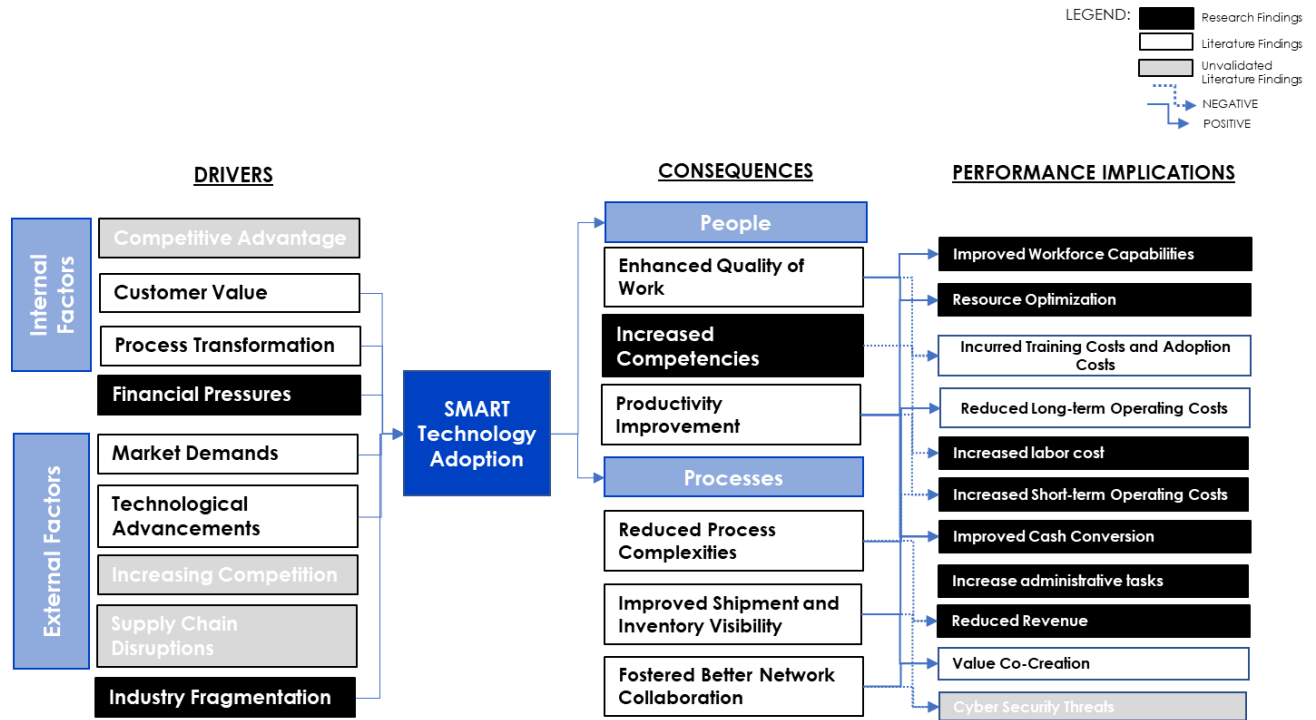 LEGEND:
Research Findings
Literature Findings
Unvalidated
Literature Findings
NEGATIVE
POSITIVE
DRIVERS
Internal
Factors
Competitive Advantage
Customer Value
Process Transformation
Financial Pressures
External Factors
Market Demands
Technological
Advancements
Increasing Competition
Supply Chain
Disruptions
Industry Fragmentation
SMART
Technology
Adoption
CONSEQUENCES
People
Enhanced Quality of
Work
Increased
Competencies
Productivity
Improvement
Processes
Reduced Process
Complexities
Improved Shipment and
Inventory Visibility
Fostered Better Network
Collaboration
PERFORMANCE IMPLICATIONS
Improved Workforce Capabilities
Resource Optimization
Incurred Training Costs and Adoption
Costs
Reduced Long-term Operating Costs
Increased labor cost
Increased Short-term Operating Costs
Improved Cash Conversion
Increase administrative tasks
Reduced Revenue
Value Co-Creation
Cyber Security Threats